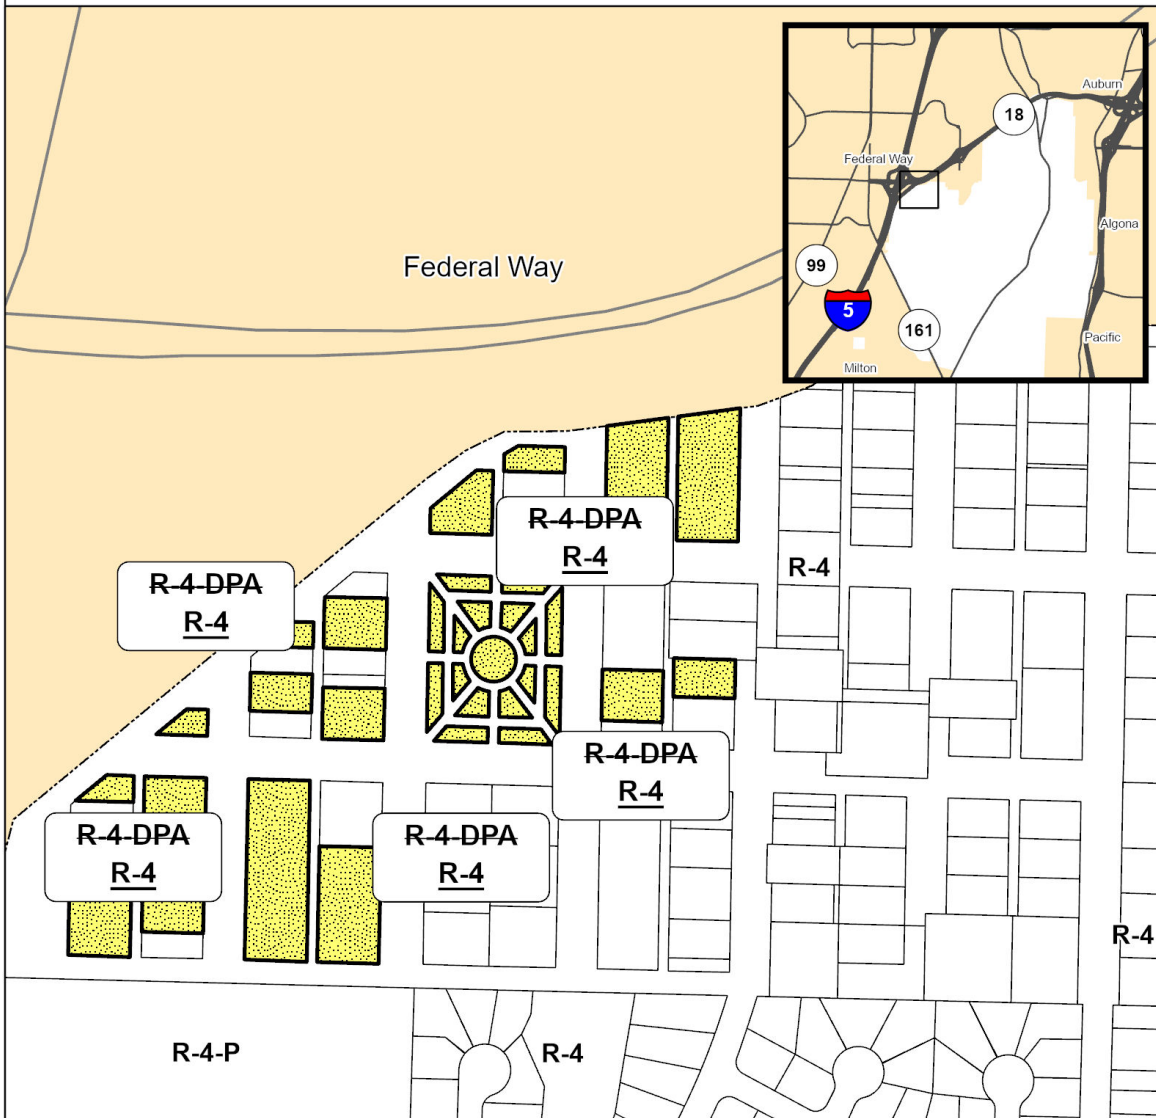 Auburn
18
Federal Way
Algona
99
5
161
Pacific
Milton
Federal Way
R-4-DPA
R-4
R-4
R-4-DPA
R-4
R-4-DPA
R-4
R-4-DPA
R-4
R-4-DPA
R-4
R-4
R-4-P
R-4